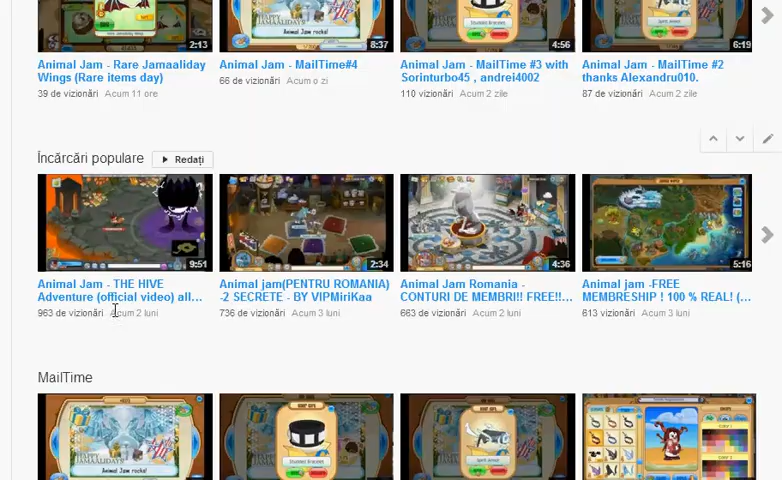 2:13
8:37
4:56
6:19
Animal Jam rocks!
Animal Jam - Rare Jamaaliday
Wings (Rare items day)
39 de vizionări Acum 11 ore
Animal Jam - MailTime#4
66 de vizionări Acum o zi
Animal Jam - MailTime #3 with
Sorinturbo45 , andrei4002
110 vizionări Acum 2 zile
Animal Jam - MailTime #2
thanks Alexandru010.
87 de vizionări Acum 2 zile
Încărcări populare
Redați
9:51
2:34
4:36
5:16
Animal Jam - THE HIVE
Adventure (official video) all...
963 de vizionări Acum 2 luni
Animal jam(PENTRU ROMANIA)
-2 SECRETE - BY VIPMiriKaa
736 de vizionări Acum 3 luni
Animal Jam Romania -
CONTURI DE MEMBRI!! FREE!!...
663 de vizionări Acum 2 luni
Animal jam -FREE
MEMBRESHIP ! 100 % REAL! (...
613 vizionări Acum 3 luni
MailTime
Animal Jam rocks!